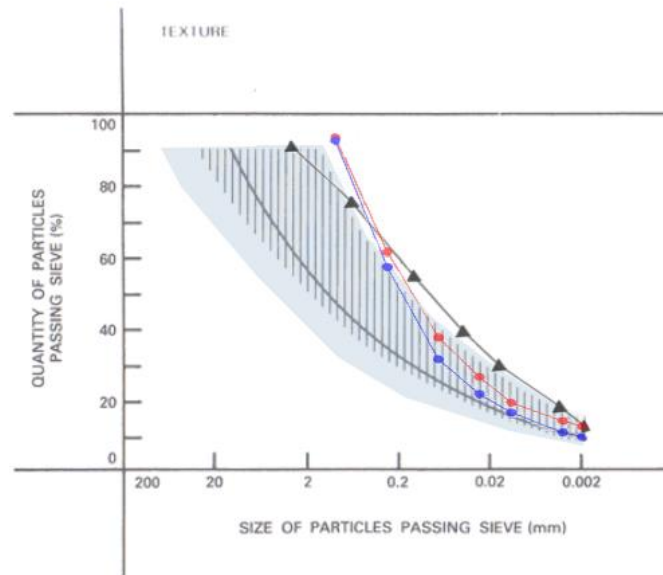 TEXTURE
100
80
60
40
20
0
QUANTITY OF PARTICLES
PASSING SIEVE (%)
200 20 2 0.2 0.02 0.002
SIZE OF PARTICLES PASSING SIEVE (mm)